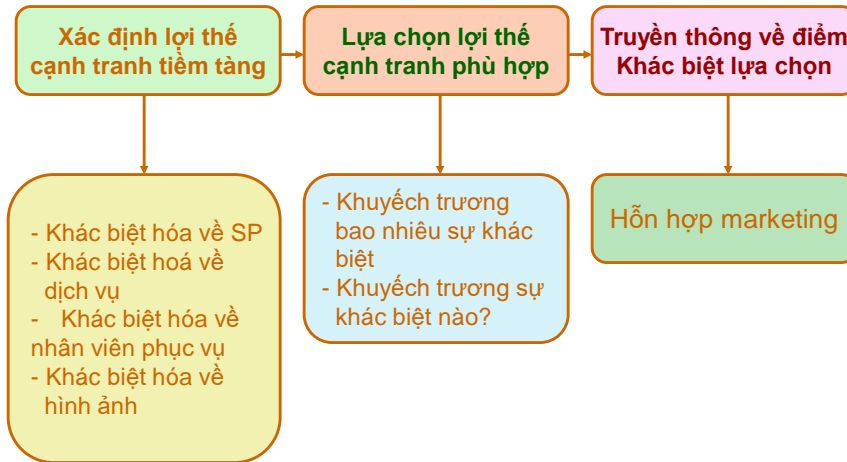 Xác định lợi thế
cạnh tranh tiềm tàng
Lựa chọn lợi thế
cạnh tranh phù hợp
Truyền thông về điểm
Khác biệt lựa chọn
- Khác biệt hóa về SP
- Khác biệt hoá về
dịch vụ
- Khác biệt hóa về
nhân viên phục vụ
- Khác biệt hóa về
hình ảnh
- Khuyếch trương
bao nhiêu sự khác
biệt
- Khuyếch trương sự
khác biệt nào?
Hỗn hợp marketing